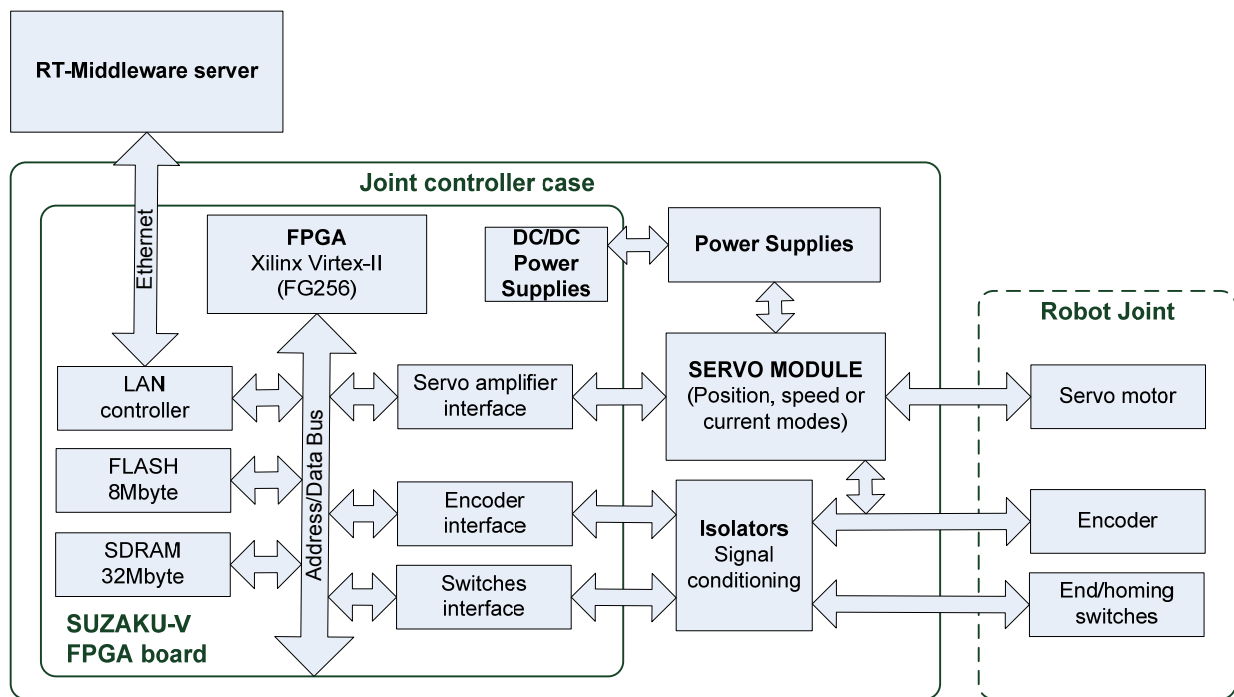 RT-Middleware server
Joint controller case
Ethernet
FPGA
Xilinx Virtex-II
(FG256)
DC/DC
Power
Supplies
Power Supplies
Robot Joint
LAN
controller
Servo amplifier
interface
SERVO MODULE
(Position, speed or
current modes)
Servo motor
Address/Data Bus
FLASH
8Mbyte
Encoder
interface
Isolators
Signal
conditioning
Encoder
SDRAM
32Mbyte
Switches
interface
End/homing
switches
SUZAKU-V
FPGA board